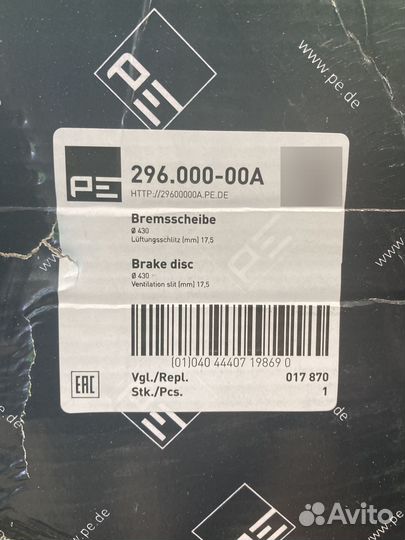 PE
www.pe.de
PE
296.000-00A
HTTP://29600000A.PE.DE
Bremsscheibe
Ø 430
Lüftungsschlitz (mm) 17,5
Brake disc
Ø 430
Ventilation slit (mm) 17,5
(01)040 44407 19869 0
Vgl./Repl. 017 870
Stk./Pcs. 1
EAC
www.pe.de
www.pe.de
Avito